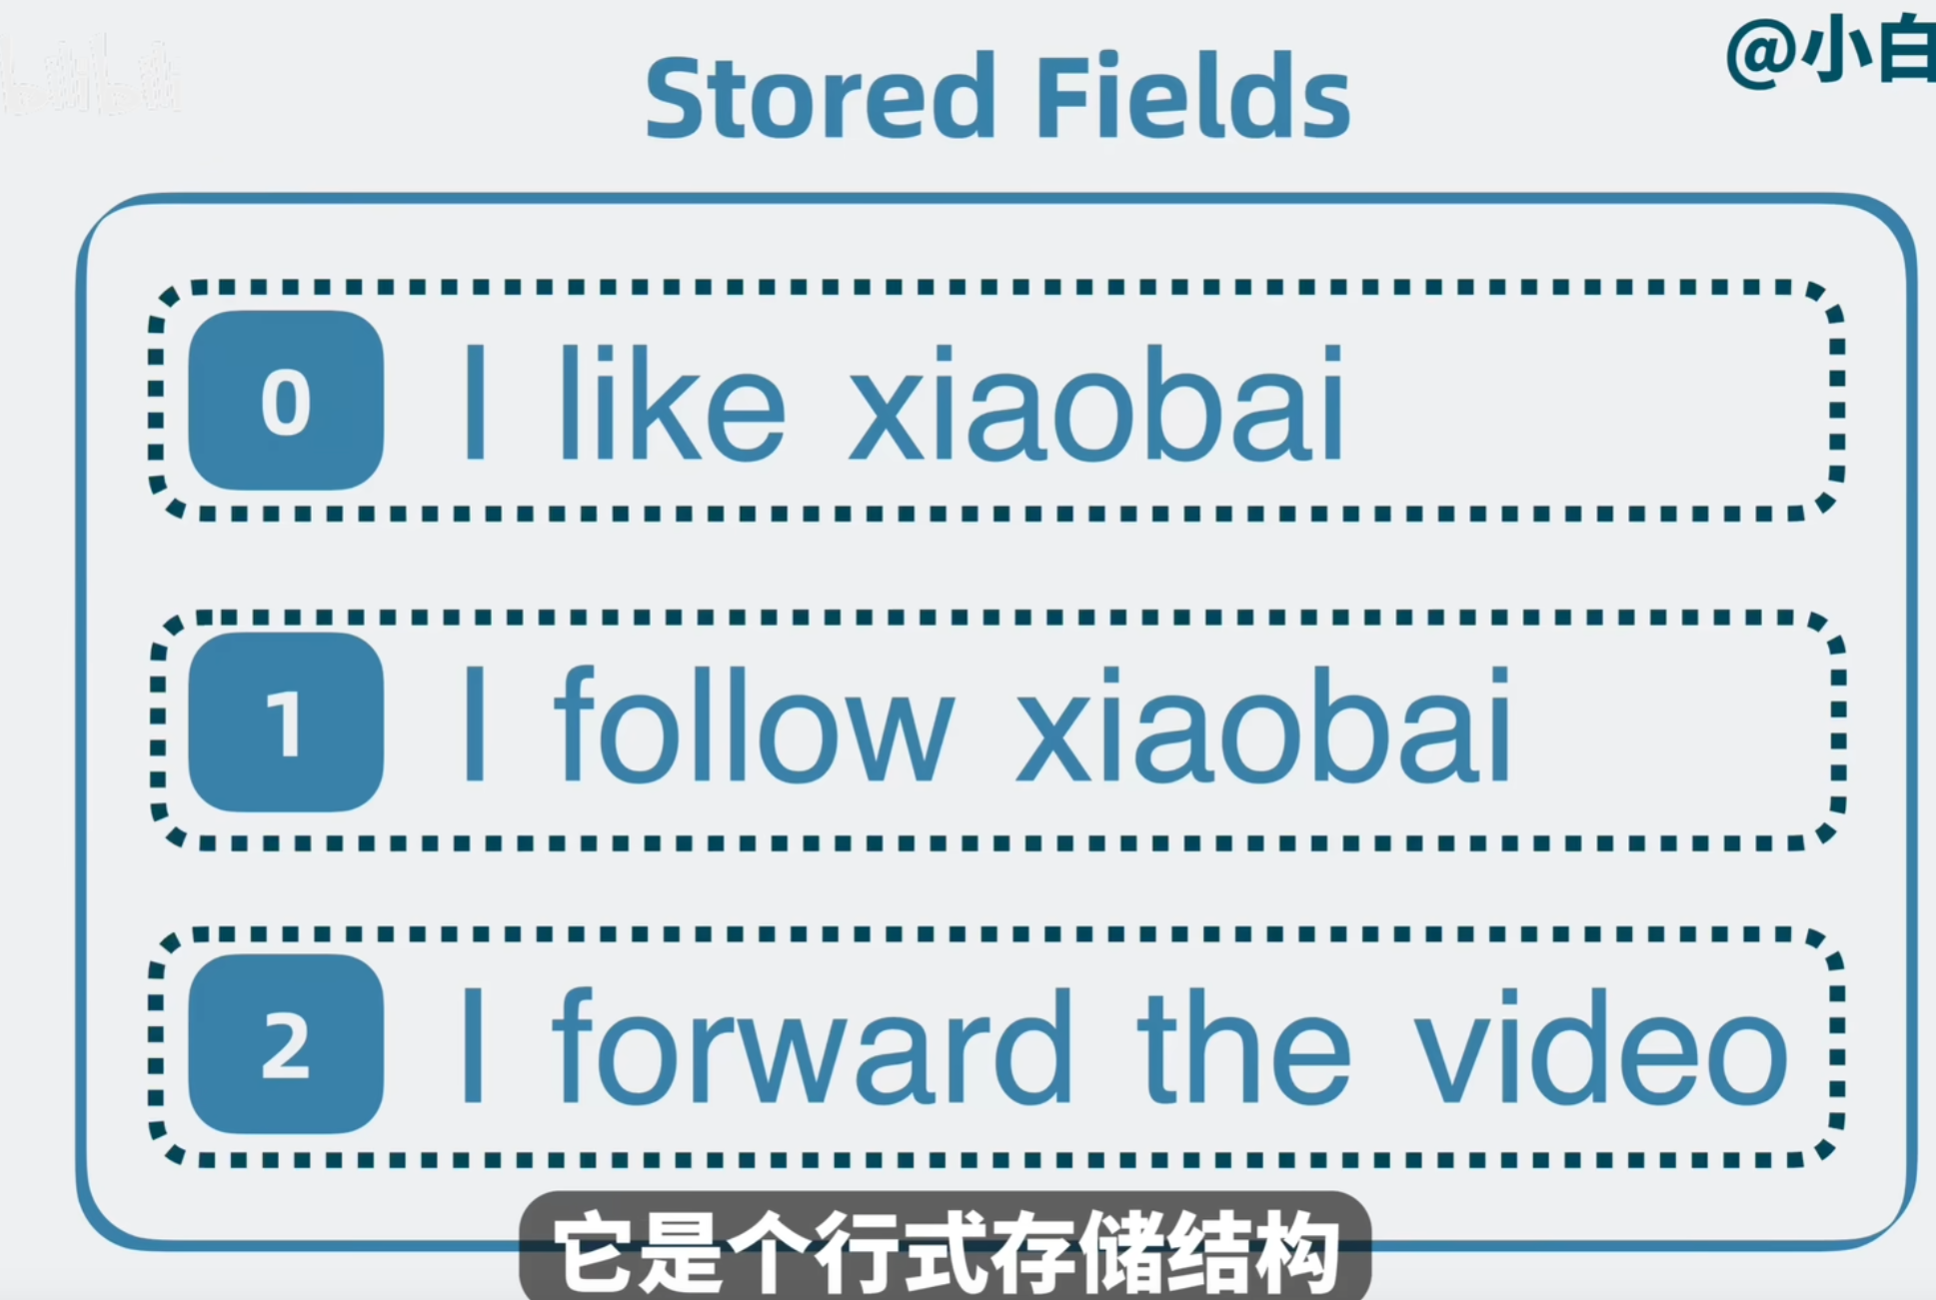 bilibili
@小白
Stored Fields
0 I like xiaobai
1 I follow xiaobai
2 I forward the video
它是个行式存储结构